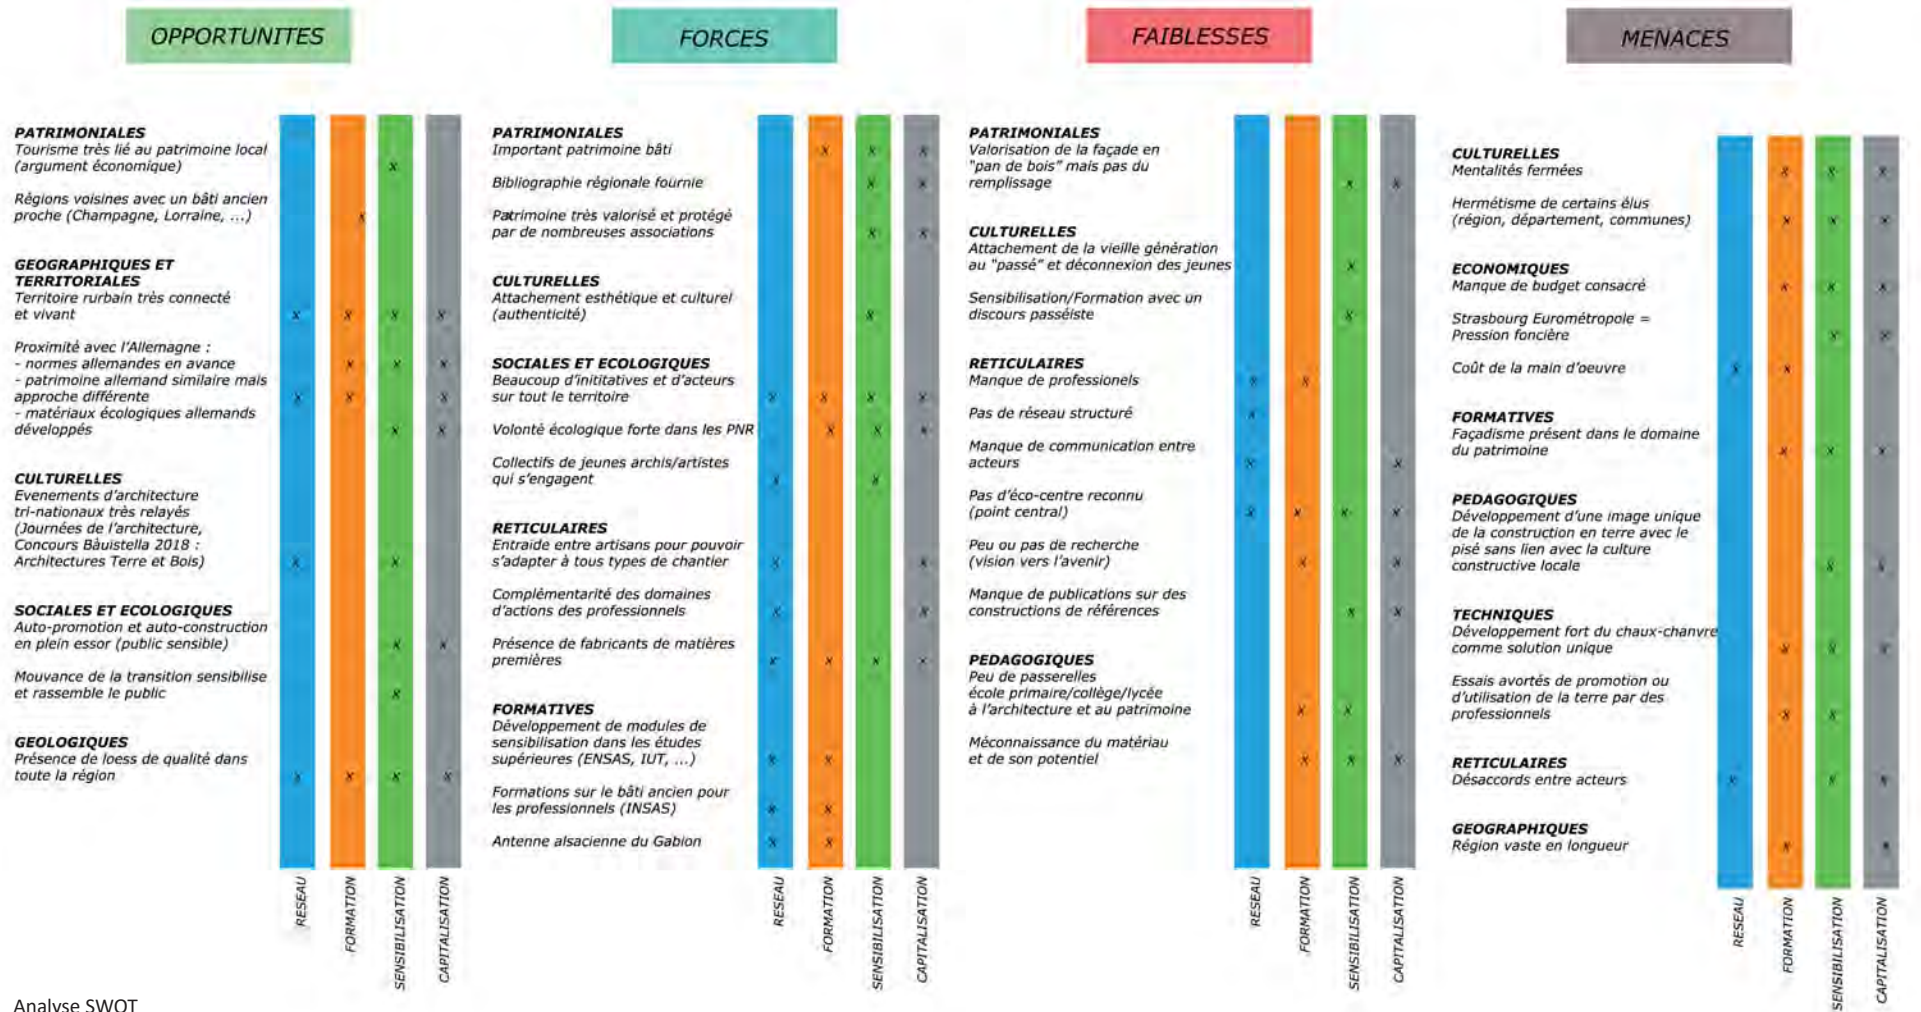 OPPORTUNITES
PATRIMONIALES
Tourisme très lié au patrimoine local
(argument économique)
x
Régions voisines avec un bâti ancien
proche (Champagne, Lorraine, ...)
x
GEOGRAPHIQUES ET
TERRITORIALES
Territoire rurbain très connecté
et vivant
x x x x
Proximité avec l'Allemagne :
- normes allemandes en avance
x x x
- patrimoine allemand similaire mais
approche différente
x x x
- matériaux écologiques allemands
développés
x x
CULTURELLES
Evenements d'architecture
tri-nationaux très relayés
(Journées de l'architecture,
Concours Bàuistella 2018 :
Architectures Terre et Bois)
x x
SOCIALES ET ECOLOGIQUES
Auto-promotion et auto-construction
en plein essor (public sensible)
x x
Mouvance de la transition sensibilise
et rassemble le public
x
GEOLOGIQUES
Présence de loess de qualité dans
toute la région
x x x x
RESEAU
FORMATION
SENSIBILISATION
CAPITALISATION
FORCES
PATRIMONIALES
Important patrimoine bâti
x x x
Bibliographie régionale fournie
x x
Patrimoine très valorisé et protégé
par de nombreuses associations
x x
CULTURELLES
Attachement esthétique et culturel
(authenticité)
x
SOCIALES ET ECOLOGIQUES
Beaucoup d'inititatives et d'acteurs
sur tout le territoire
x x x x
Volonté écologique forte dans les PNR
x x x
Collectifs de jeunes archis/artistes
qui s'engagent
x x
RETICULAIRES
Entraide entre artisans pour pouvoir
s'adapter à tous types de chantier
x x
Complémentarité des domaines
d'actions des professionnels
x x
Présence de fabricants de matières
premières
x x x x
FORMATIVES
Développement de modules de
sensibilisation dans les études
supérieures (ENSAS, IUT, ...)
x x
Formations sur le bâti ancien pour
les professionnels (INSAS)
x x
Antenne alsacienne du Gabion
x x
RESEAU
FORMATION
SENSIBILISATION
CAPITALISATION
FAIBLESSES
PATRIMONIALES
Valorisation de la façade en
"pan de bois" mais pas du
remplissage
x x
CULTURELLES
Attachement de la vieille génération
au "passé" et déconnexion des jeunes
x
Sensibilisation/Formation avec un
discours passéiste
x
RETICULAIRES
Manque de professionels
x x
Pas de réseau structuré
x
Manque de communication entre
acteurs
x x
Pas d'éco-centre reconnu
(point central)
x x x x
Peu ou pas de recherche
(vision vers l'avenir)
x x
Manque de publications sur des
constructions de références
x x
PEDAGOGIQUES
Peu de passerelles
école primaire/collège/lycée
à l'architecture et au patrimoine
x x
Méconnaissance du matériau
et de son potentiel
x x x
RESEAU
FORMATION
SENSIBILISATION
CAPITALISATION
MENACES
CULTURELLES
Mentalités fermées
x x x
Hermétisme de certains élus
(région, département, communes)
x x x
ECONOMIQUES
Manque de budget consacré
x x x
Strasbourg Eurométropole =
Pression foncière
x x
Coût de la main d'oeuvre
x x
FORMATIVES
Façadisme présent dans le domaine
du patrimoine
x x x
PEDAGOGIQUES
Développement d'une image unique
de la construction en terre avec le
pisé sans lien avec la culture
constructive locale
x x
TECHNIQUES
Développement fort du chaux-chanvre
comme solution unique
x x x
Essais avortés de promotion ou
d'utilisation de la terre par des
professionnels
x x
RETICULAIRES
Désaccords entre acteurs
x x x
GEOGRAPHIQUES
Région vaste en longueur
x x
RESEAU
FORMATION
SENSIBILISATION
CAPITALISATION
Analyse SWOT